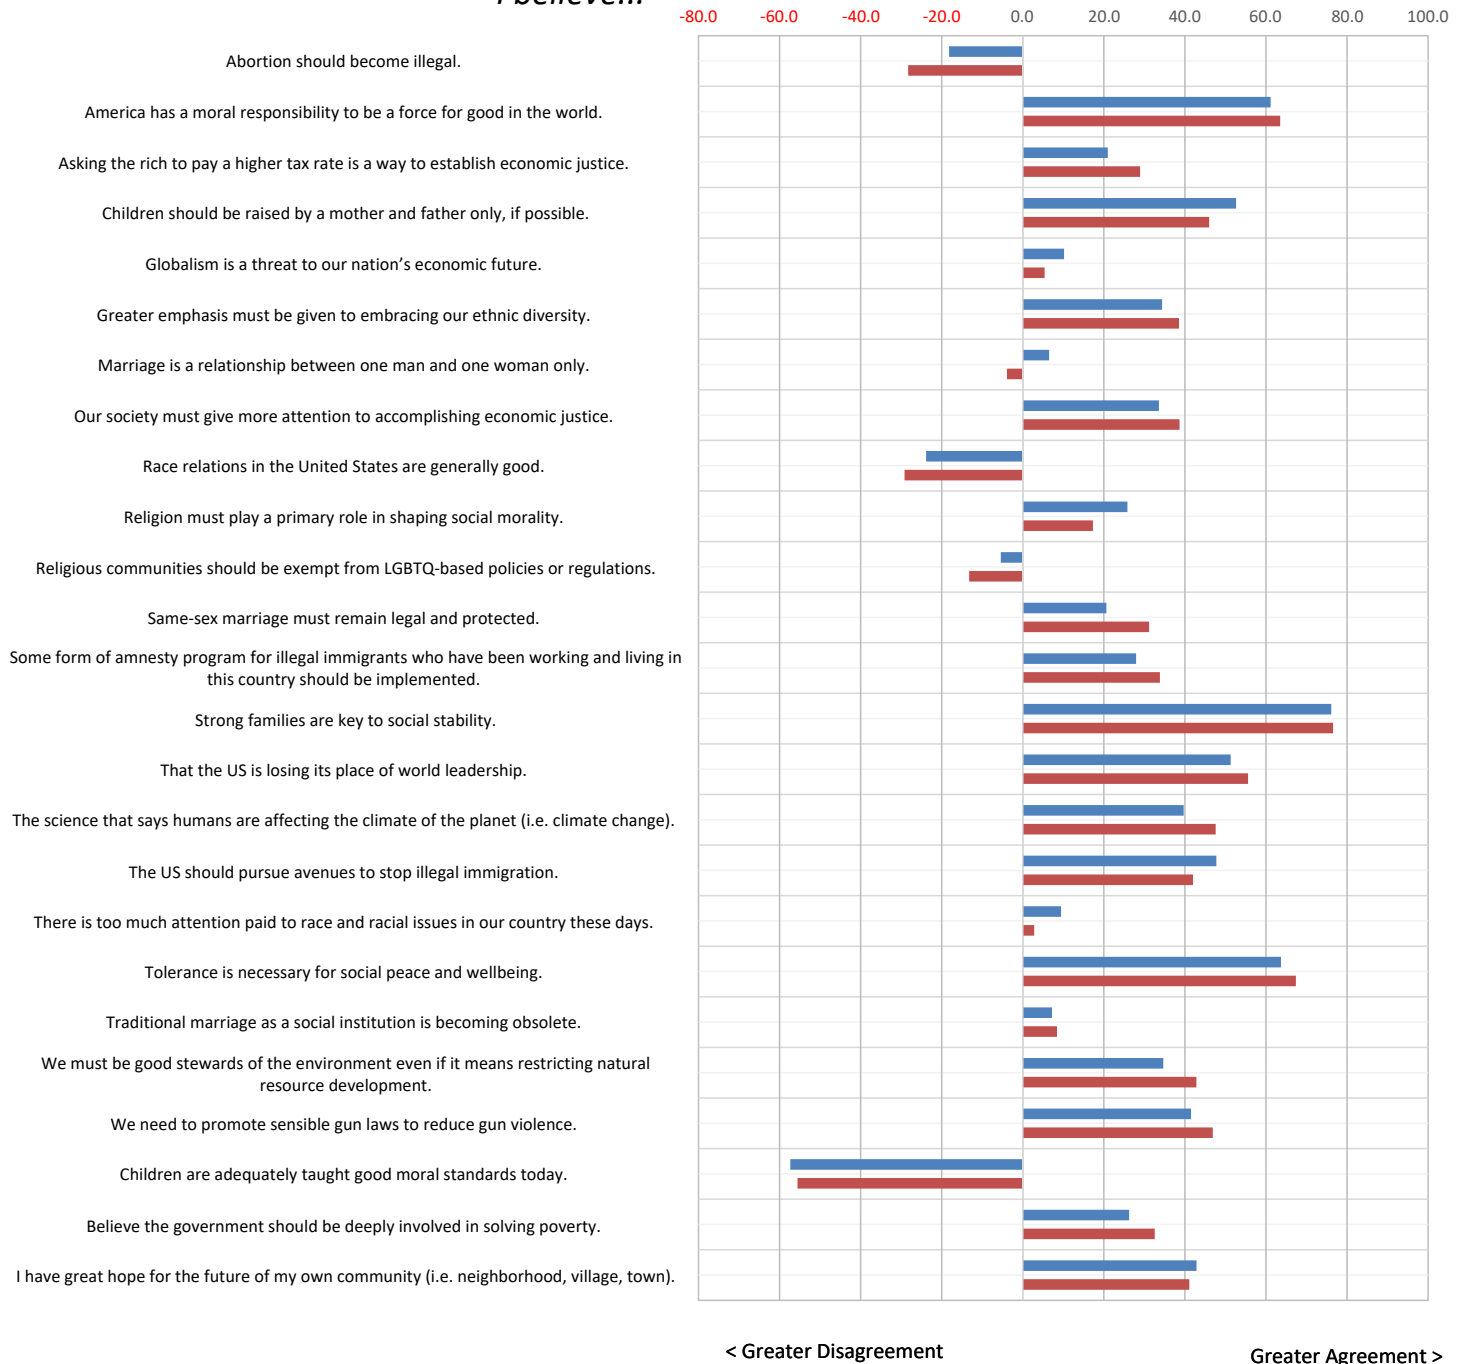 I believe...
-80.0 -60.0 -40.0 -20.0 0.0 20.0 40.0 60.0 80.0 100.0
Abortion should become illegal.
America has a moral responsibility to be a force for good in the world.
Asking the rich to pay a higher tax rate is a way to establish economic justice.
Children should be raised by a mother and father only, if possible.
Globalism is a threat to our nation’s economic future.
Greater emphasis must be given to embracing our ethnic diversity.
Marriage is a relationship between one man and one woman only.
Our society must give more attention to accomplishing economic justice.
Race relations in the United States are generally good.
Religion must play a primary role in shaping social morality.
Religious communities should be exempt from LGBTQ-based policies or regulations.
Same-sex marriage must remain legal and protected.
Some form of amnesty program for illegal immigrants who have been working and living in
this country should be implemented.
Strong families are key to social stability.
That the US is losing its place of world leadership.
The science that says humans are affecting the climate of the planet (i.e. climate change).
The US should pursue avenues to stop illegal immigration.
There is too much attention paid to race and racial issues in our country these days.
Tolerance is necessary for social peace and wellbeing.
Traditional marriage as a social institution is becoming obsolete.
We must be good stewards of the environment even if it means restricting natural
resource development.
We need to promote sensible gun laws to reduce gun violence.
Children are adequately taught good moral standards today.
Believe the government should be deeply involved in solving poverty.
I have great hope for the future of my own community (i.e. neighborhood, village, town).
< Greater Disagreement
Greater Agreement >